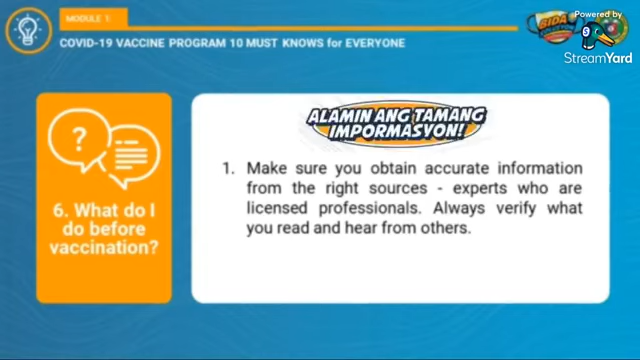 MODULE 1:
COVID-19 VACCINE PROGRAM 10 MUST KNOWS for EVERYONE
BIDA
Powered by
StreamYard
?
6. What do I
do before
vaccination?
ALAMIN ANG TAMANG
IMPORMASYON!
1. Make sure you obtain accurate information
from the right sources - experts who are
licensed professionals. Always verify what
you read and hear from others.